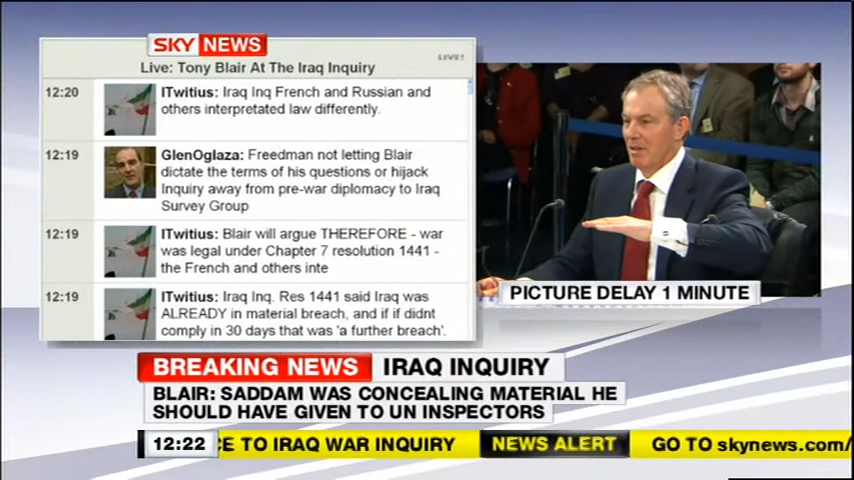 SKY NEWS
Live: Tony Blair At The Iraq Inquiry
LIVE!
12:20
ITwitius: Iraq Inq French and Russian and
others interpretated law differently.
12:19
GlenOglaza: Freedman not letting Blair
dictate the terms of his questions or hijack
Inquiry away from pre-war diplomacy to Iraq
Survey Group
12:19
ITwitius: Blair will argue THEREFORE - war
was legal under Chapter 7 resolution 1441 -
the French and others inte
12:19
ITwitius: Iraq Inq. Res 1441 said Iraq was
ALREADY in material breach, and if if didnt
comply in 30 days that was 'a further breach'.
PICTURE DELAY 1 MINUTE
BREAKING NEWS IRAQ INQUIRY
BLAIR: SADDAM WAS CONCEALING MATERIAL HE
SHOULD HAVE GIVEN TO UN INSPECTORS
12:22 CE TO IRAQ WAR INQUIRY NEWS ALERT GO TO skynews.com/